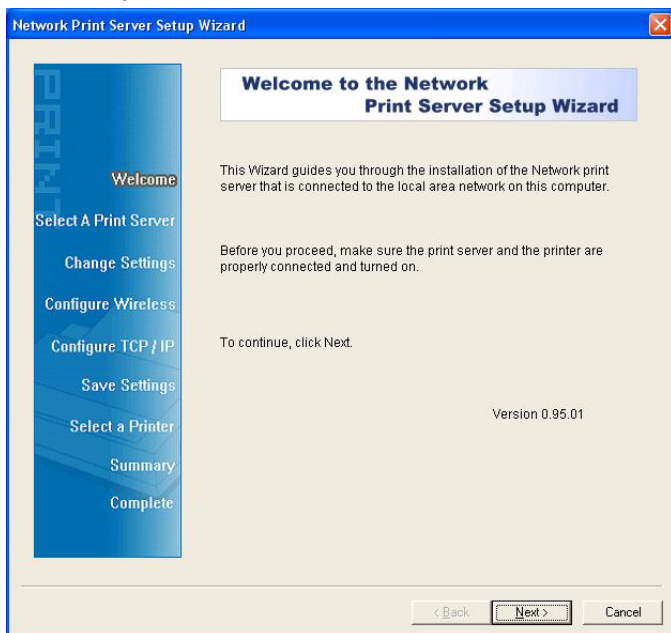 Network Print Server Setup Wizard
PRINT
Welcome
Select A Print Server
Change Settings
Configure Wireless
Configure TCP / IP
Save Settings
Select a Printer
Summary
Complete
Welcome to the Network
Print Server Setup Wizard
This Wizard guides you through the installation of the Network print
server that is connected to the local area network on this computer.
Before you proceed, make sure the print server and the printer are
properly connected and turned on.
To continue, click Next.
Version 0.95.01
< Back
Next >
Cancel